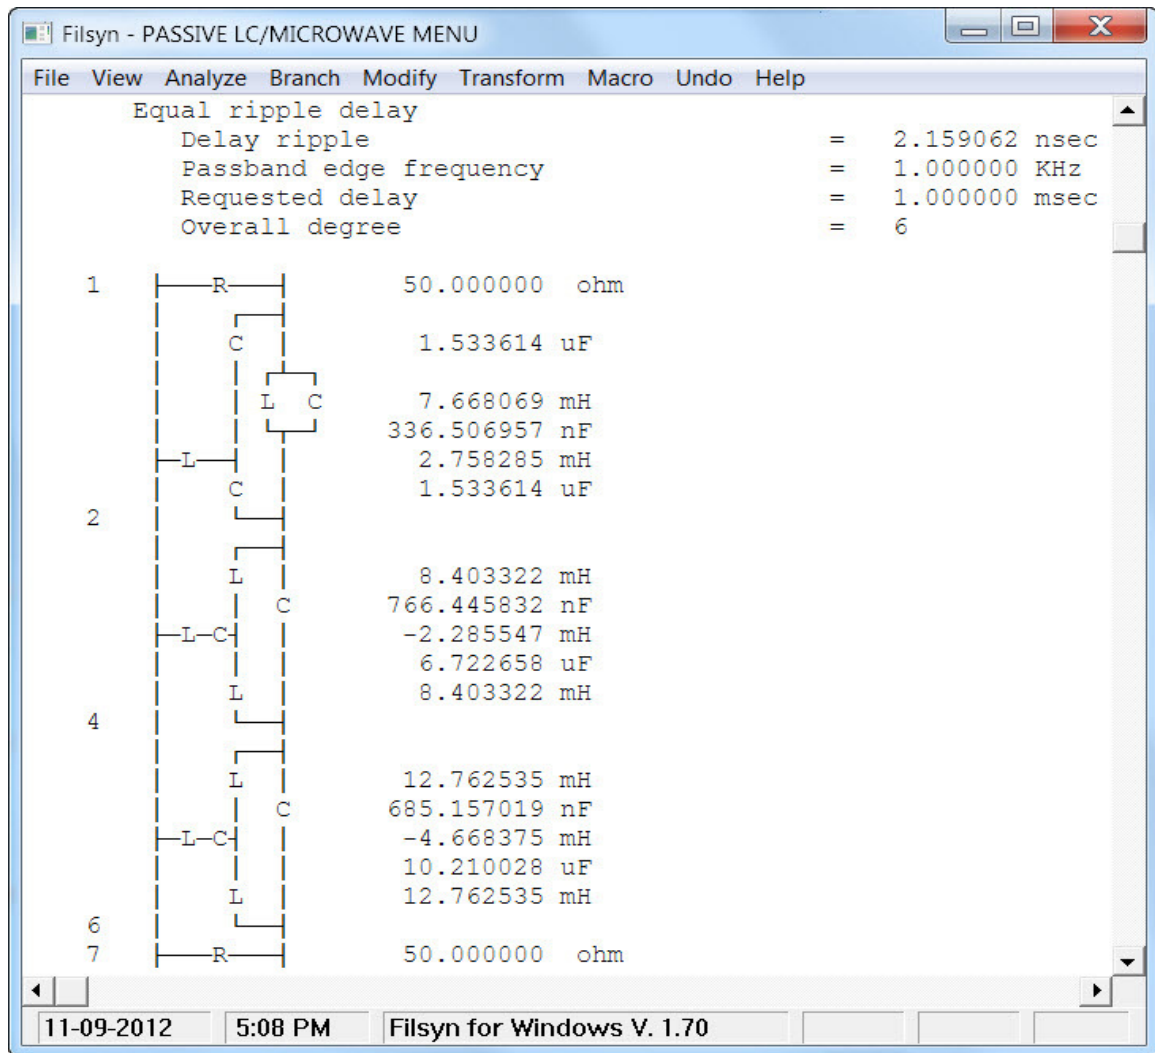 Filsyn - PASSIVE LC/MICROWAVE MENU
File View Analyze Branch Modify Transform Macro Undo Help
Equal ripple delay
Delay ripple = 2.159062 nsec
Passband edge frequency = 1.000000 KHz
Requested delay = 1.000000 msec
Overall degree = 6
1 R 50.000000 ohm
C 1.533614 uF
L C 7.668069 mH
336.506957 nF
L 2.758285 mH
C 1.533614 uF
2
L 8.403322 mH
C 766.445832 nF
L C -2.285547 mH
6.722658 uF
L 8.403322 mH
4
L 12.762535 mH
C 685.157019 nF
L C -4.668375 mH
10.210028 uF
L 12.762535 mH
6
7 R 50.000000 ohm
11-09-2012 5:08 PM Filsyn for Windows V. 1.70